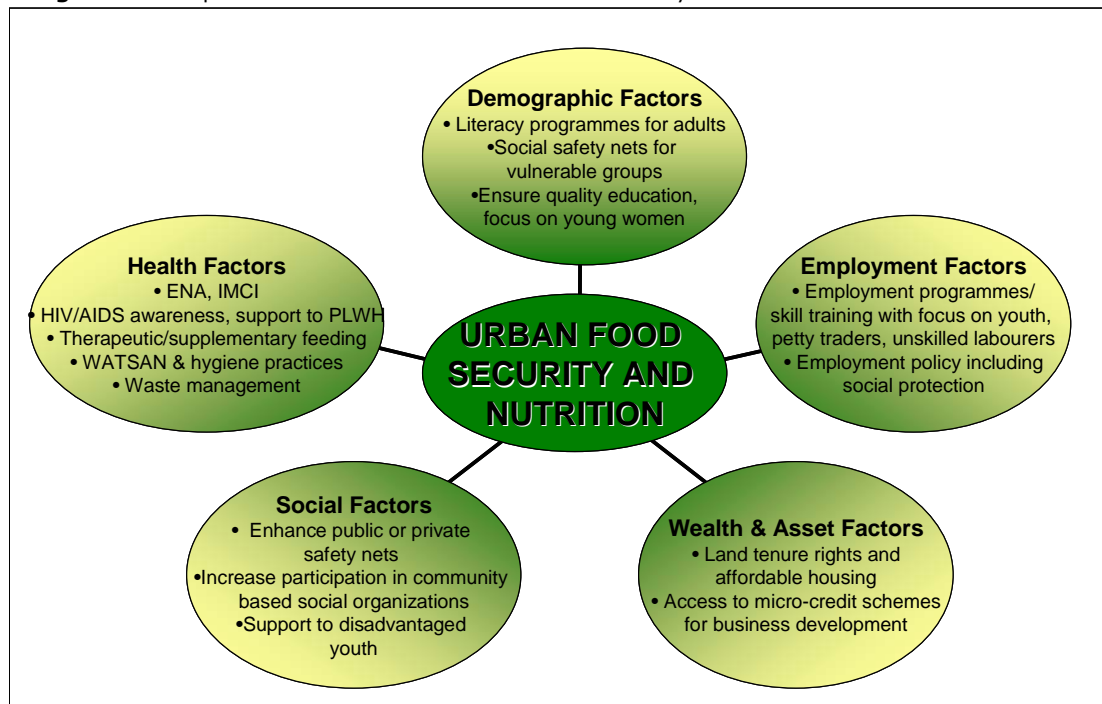 Demographic Factors
• Literacy programmes for adults
•Social safety nets for
vulnerable groups
•Ensure quality education,
focus on young women
Health Factors
• ENA, IMCI
• HIV/AIDS awareness, support to PLWH
• Therapeutic/supplementary feeding
• WATSAN & hygiene practices
• Waste management
Employment Factors
• Employment programmes/
skill training with focus on youth,
petty traders, unskilled labourers
• Employment policy including
social protection
URBAN FOOD
SECURITY AND
NUTRITION
Social Factors
• Enhance public or private
safety nets
•Increase participation in community
based social organizations
•Support to disadvantaged
youth
Wealth & Asset Factors
• Land tenure rights and
affordable housing
• Access to micro-credit schemes
for business development